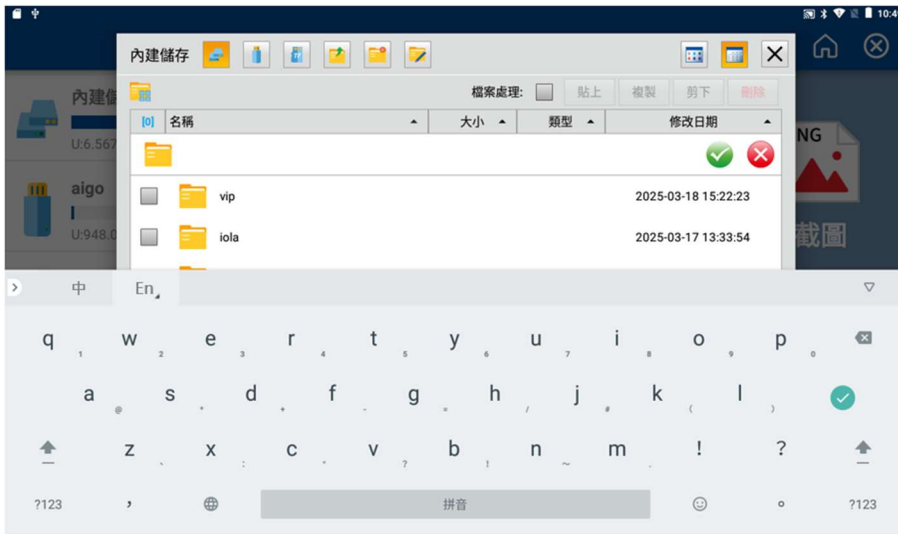 10:4
內建儲存
內建儲
U:6.567
檔案處理: 貼上 複製 剪下 刪除
[0] 名稱 大小 類型 修改日期
NG
aigo
U:948.0
vip 2025-03-18 15:22:23
iola 2025-03-17 13:33:54
截圖
中 En
q 1 w 2 e 3 r 4 t 5 y 6 u 7 i 8 o 9 p 0
a @ s * d + f - g = h / j # k ( l )
z x : c v ? b ! n ~ m ! ?
?123 , 拼音 ?123